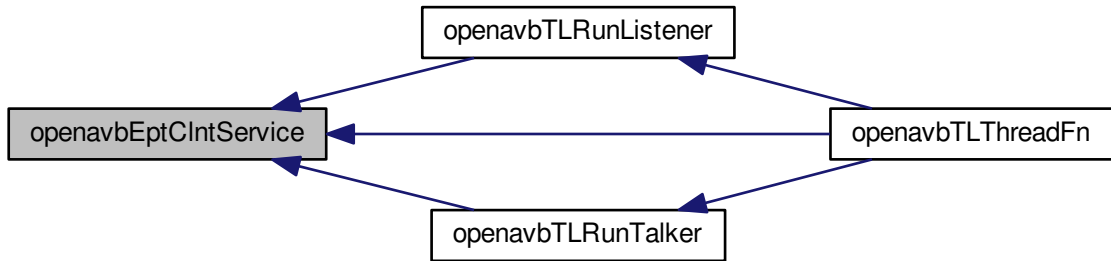 openavbTLRunListener
openavbEptClntService
openavbTLThreadFn
openavbTLRunTalker